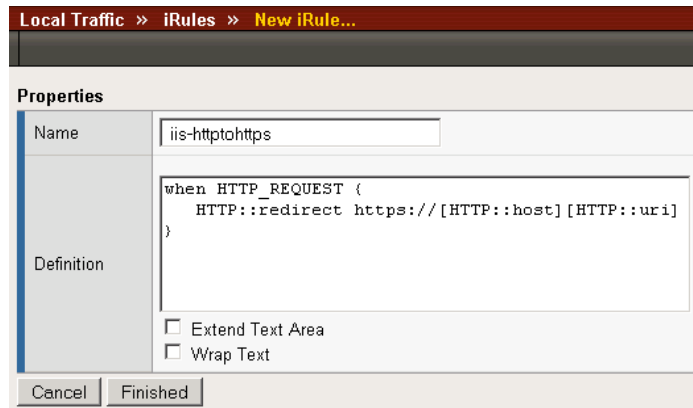 Local Traffic » iRules » New iRule...
Properties
Name iis-httptohttps
when HTTP_REQUEST {
HTTP::redirect https://[HTTP::host][HTTP::uri]
}
Definition
Extend Text Area
Wrap Text
Cancel Finished